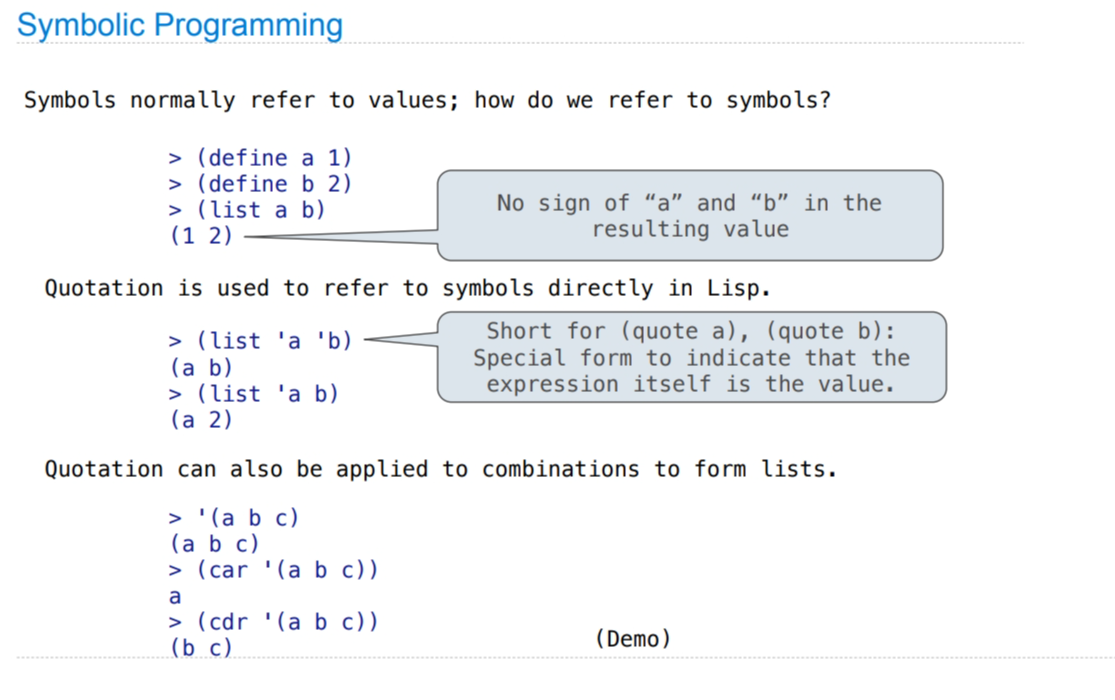 Symbolic Programming
Symbols normally refer to values; how do we refer to symbols?
> (define a 1)
> (define b 2)
> (list a b)
(1 2)
No sign of “a” and “b” in the
resulting value
Quotation is used to refer to symbols directly in Lisp.
> (list 'a 'b)
(a b)
> (list 'a b)
(a 2)
Short for (quote a), (quote b):
Special form to indicate that the
expression itself is the value.
Quotation can also be applied to combinations to form lists.
> '(a b c)
(a b c)
> (car '(a b c))
a
> (cdr '(a b c))
(b c)
(Demo)